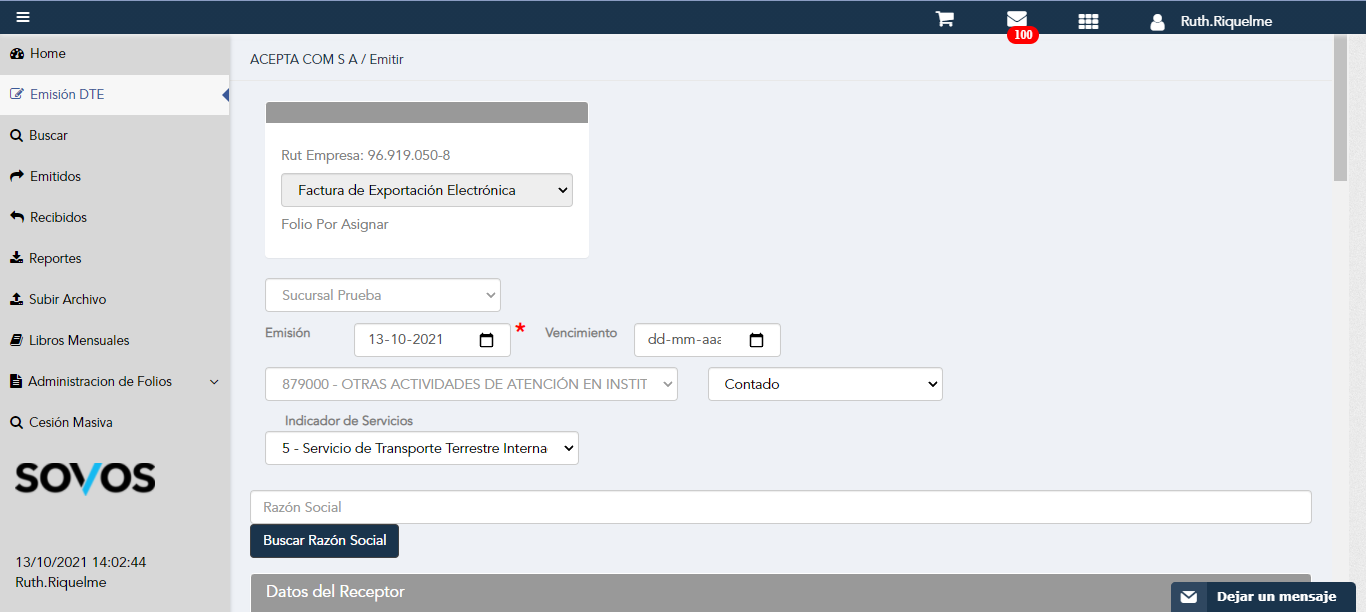 Ruth.Riquelme
100
Home
ACEPTA COM S A / Emitir
Emisión DTE
Buscar
Emitidos
Recibidos
Reportes
Subir Archivo
Libros Mensuales
Administracion de Folios
Cesión Masiva
SOVOS
13/10/2021 14:02:44
Ruth.Riquelme
Rut Empresa: 96.919.050-8
Factura de Exportación Electrónica
Folio Por Asignar
Sucursal Prueba
Emisión 13-10-2021 * Vencimiento dd-mm-aaa
879000 - OTRAS ACTIVIDADES DE ATENCIÓN EN INSTIT Contado
Indicador de Servicios
5 - Servicio de Transporte Terrestre Interna
Razón Social
Buscar Razón Social
Datos del Receptor
Dejar un mensaje